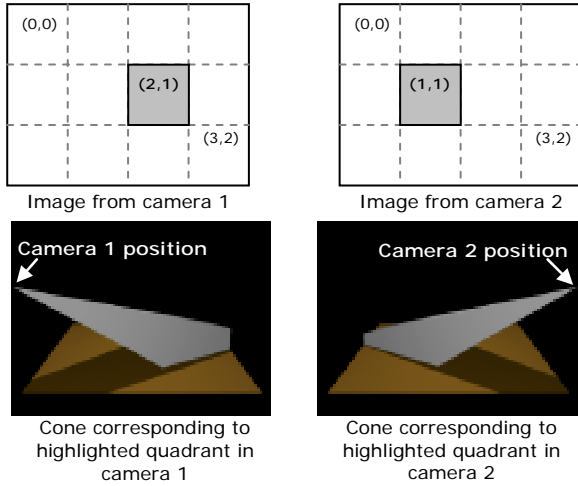 (0,0)
(2,1)
(3,2)
Image from camera 1
(0,0)
(1,1)
(3,2)
Image from camera 2
Camera 1 position
Cone corresponding to
highlighted quadrant in
camera 1
Camera 2 position
Cone corresponding to
highlighted quadrant in
camera 2